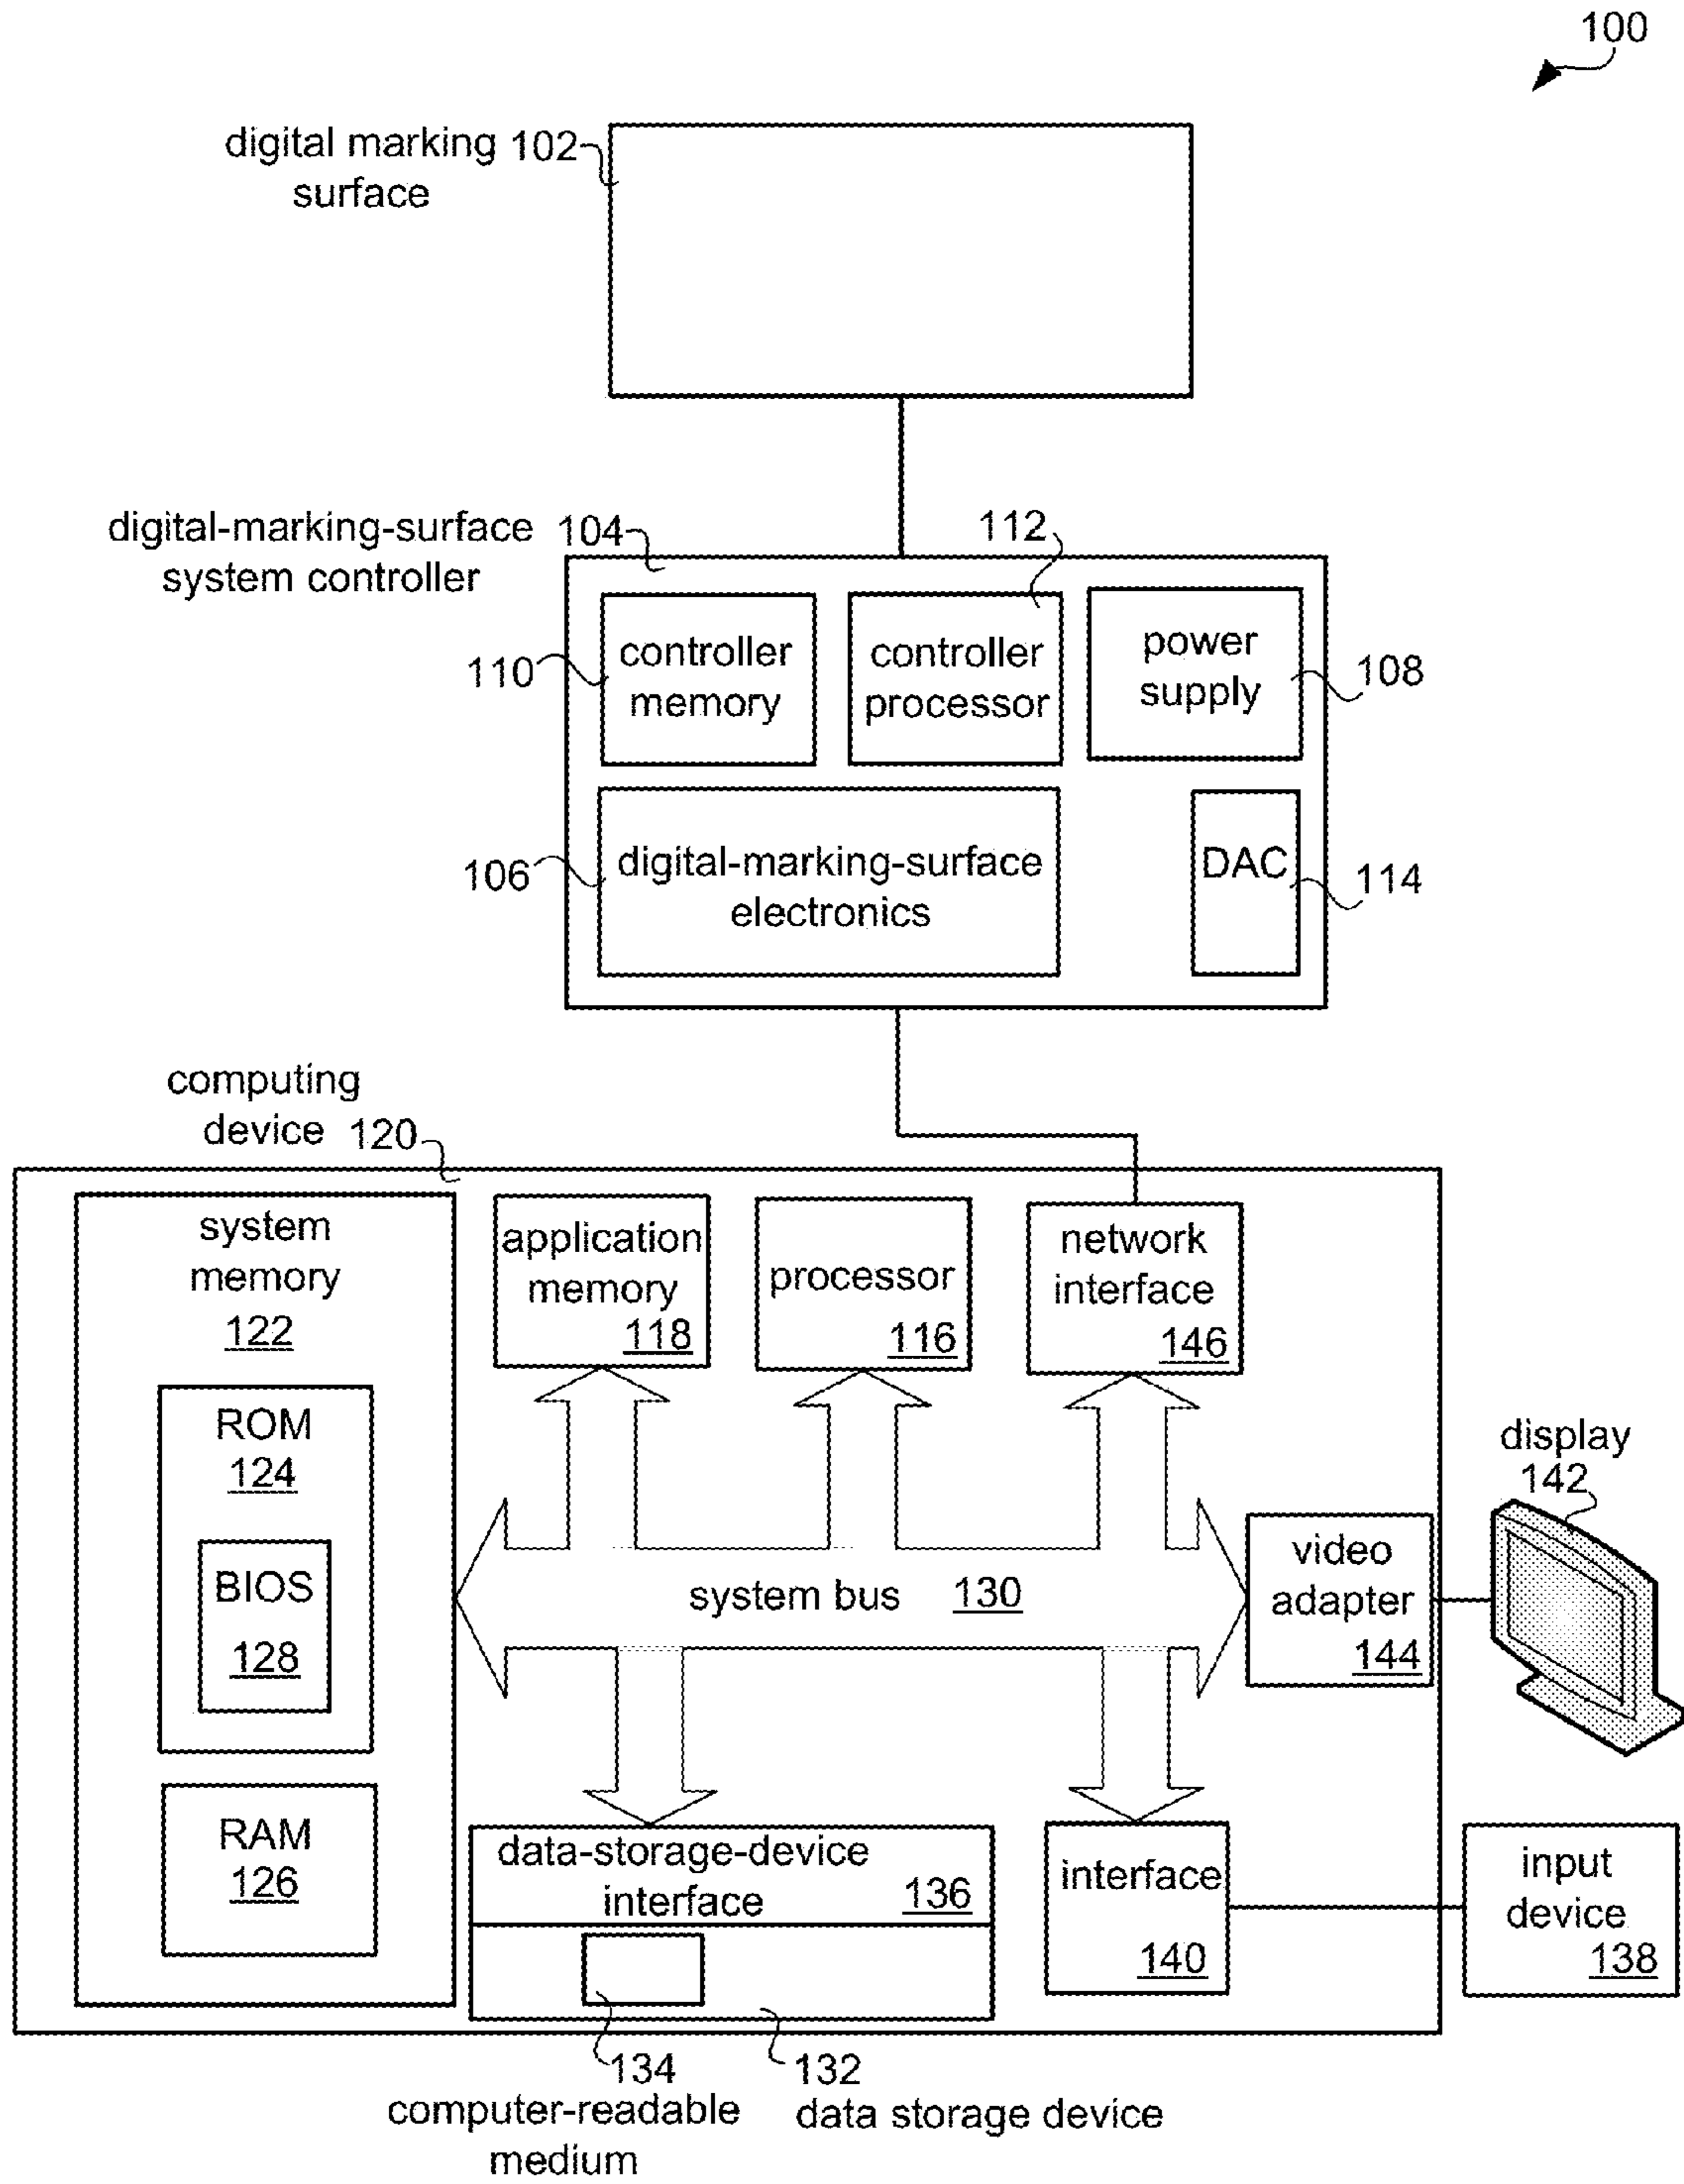 100
digital marking 102
surface
digital-marking-surface 104
system controller
112
110
controller
memory
controller
processor
power
supply
108
106
digital-marking-surface
electronics
DAC
114
computing
device 120
system
memory
122
ROM
124
BIOS
128
RAM
126
application
memory
118
processor
116
network
interface
146
system bus 130
video
adapter
144
display
142
data-storage-device
interface 136
interface
140
input
device
138
134
computer-readable
medium
132
data storage device